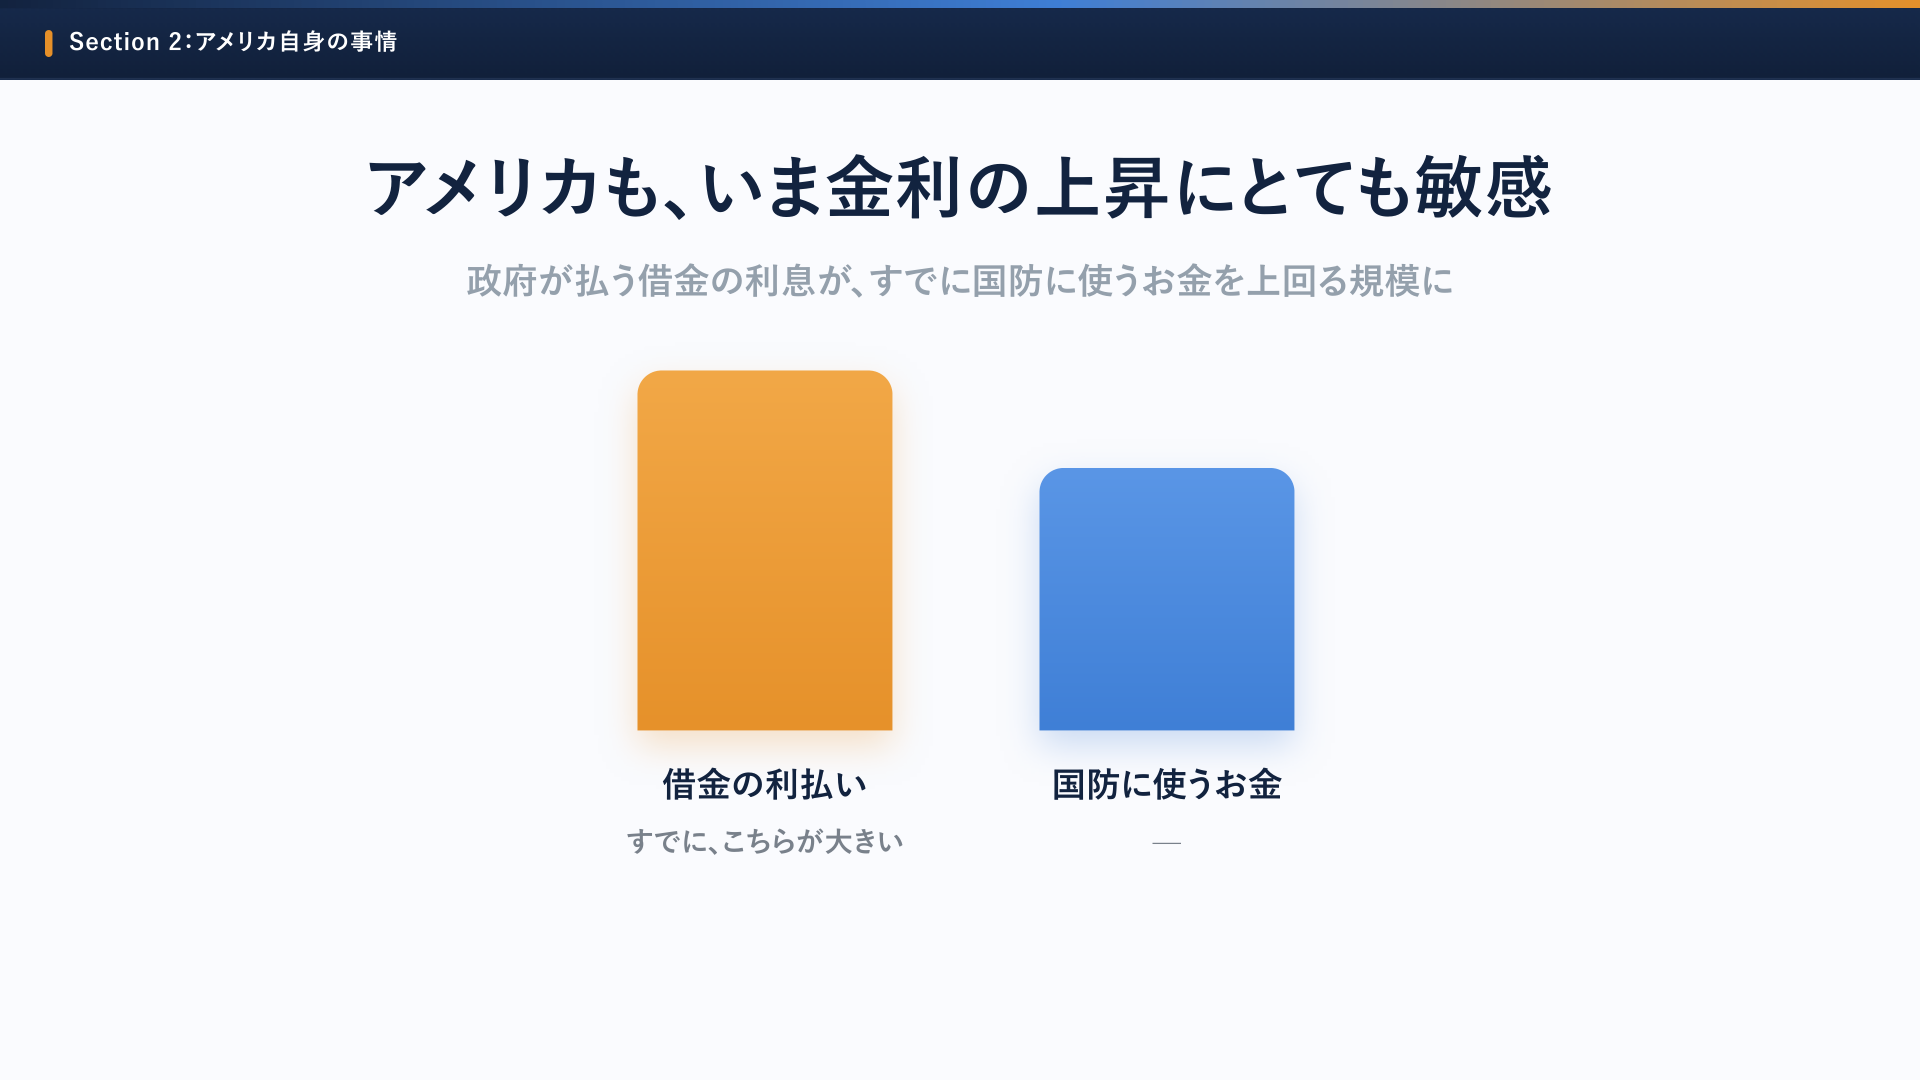 Section 2：アメリカ自身の事情
アメリカも、いま金利の上昇にとても敏感
政府が払う借金の利息が、すでに国防に使うお金を上回る規模に
借金の利払い
国防に使うお金
すでに、こちらが大きい
—